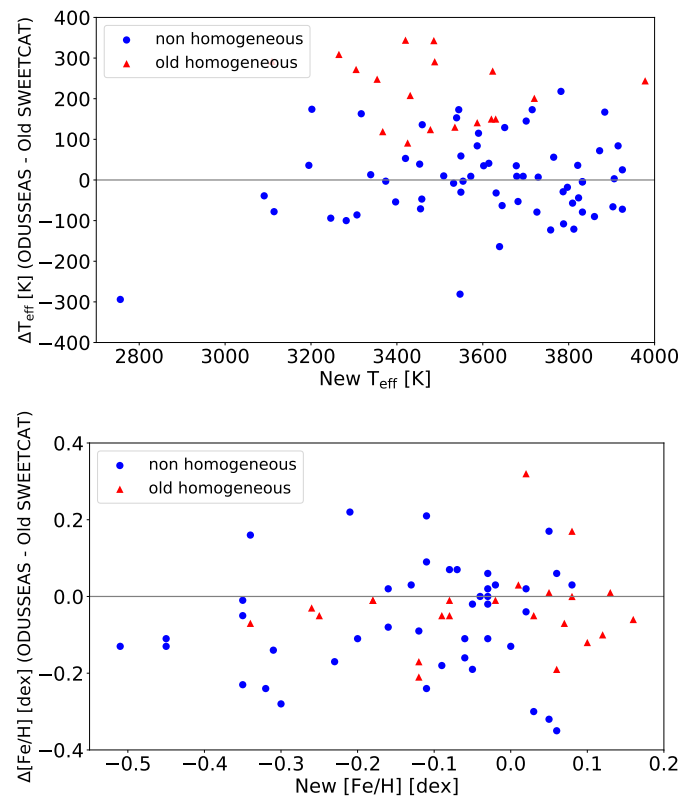 400
300
200
100
0
−100
−200
−300
−400
ΔT_eff [K] (ODUSSEAS - Old SWEETCAT)
non homogeneous
old homogeneous
2800 3000 3200 3400 3600 3800 4000
New T_eff [K]
0.4
0.2
0.0
−0.2
−0.4
Δ[Fe/H] [dex] (ODUSSEAS - Old SWEETCAT)
non homogeneous
old homogeneous
−0.5 −0.4 −0.3 −0.2 −0.1 0.0 0.1 0.2
New [Fe/H] [dex]